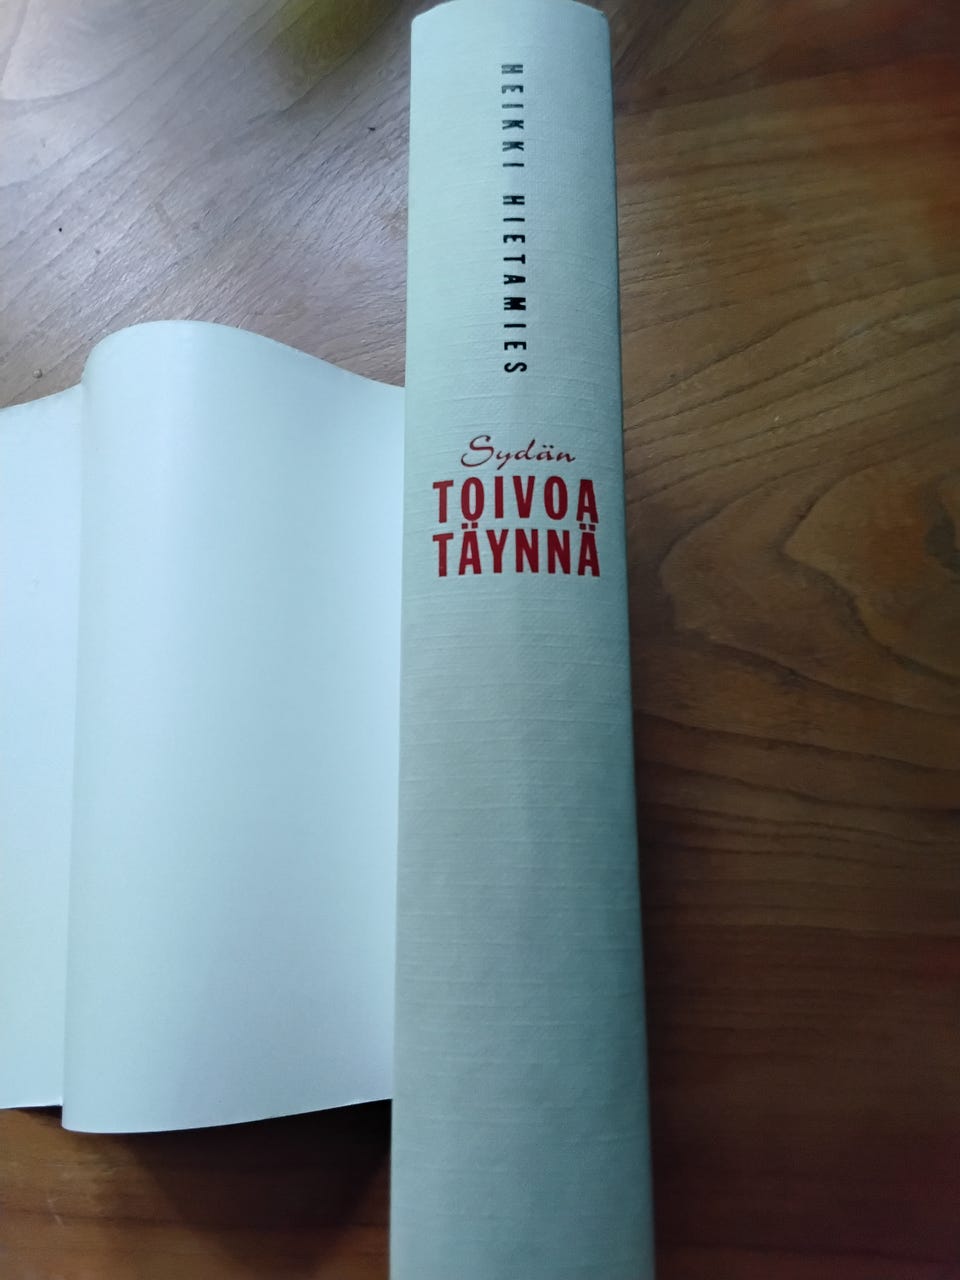 HEIKKI HIETAMIES
Sydän
TOIVOA
TÄYNNÄ